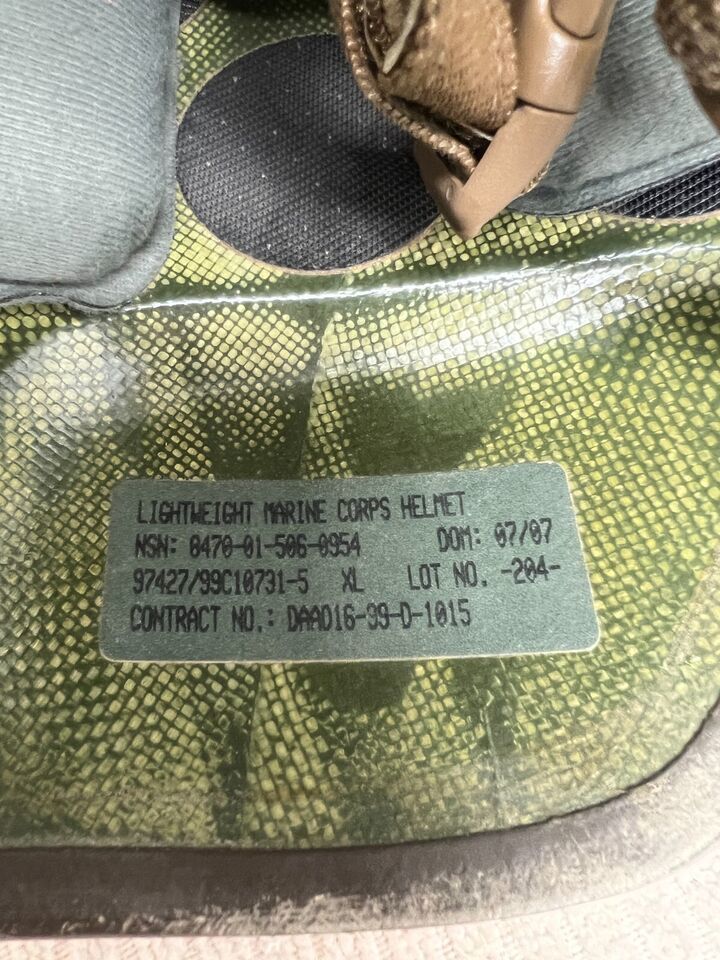 LIGHTWEIGHT MARINE CORPS HELMET
NSN: 8470-01-506-0954 DOM: 07/07
97427/99C10731-5 XL LOT NO. -204-
CONTRACT NO.: DAAD16-99-D-1015